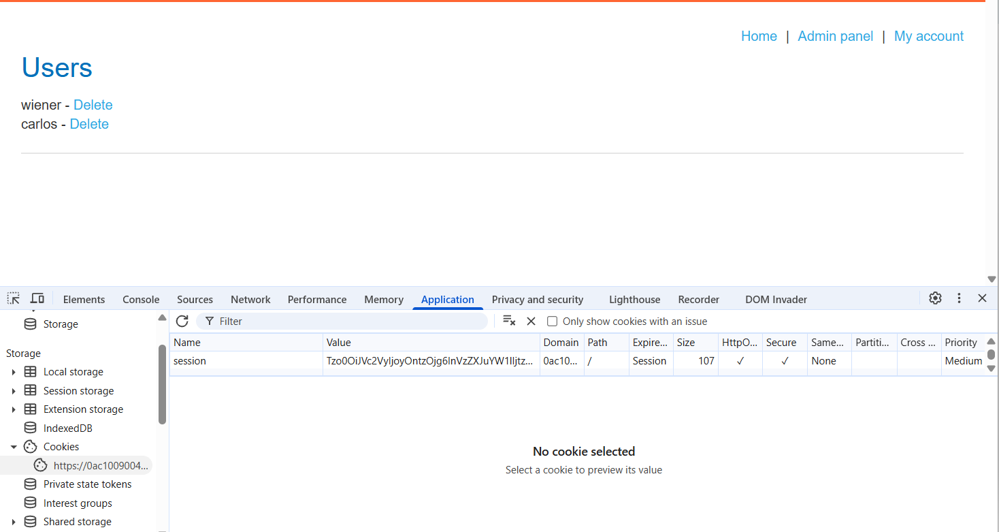 Home | Admin panel | My account
Users
wiener - Delete
carlos - Delete
Elements Console Sources Network Performance Memory Application Privacy and security Lighthouse Recorder DOM Invader
Storage
Filter
Only show cookies with an issue
Name Value Domain Path Expire... Size HttpO... Secure Same... Partiti... Cross ... Priority
session Tzo0OiJVc2VyIjoyOntzOjg6InVzZXJuYW1lIjtz... 0ac10... / Session 107 ✓ ✓ None Medium
Storage
Local storage
Session storage
Extension storage
IndexedDB
Cookies
https://0ac1009004...
Private state tokens
Interest groups
Shared storage
No cookie selected
Select a cookie to preview its value